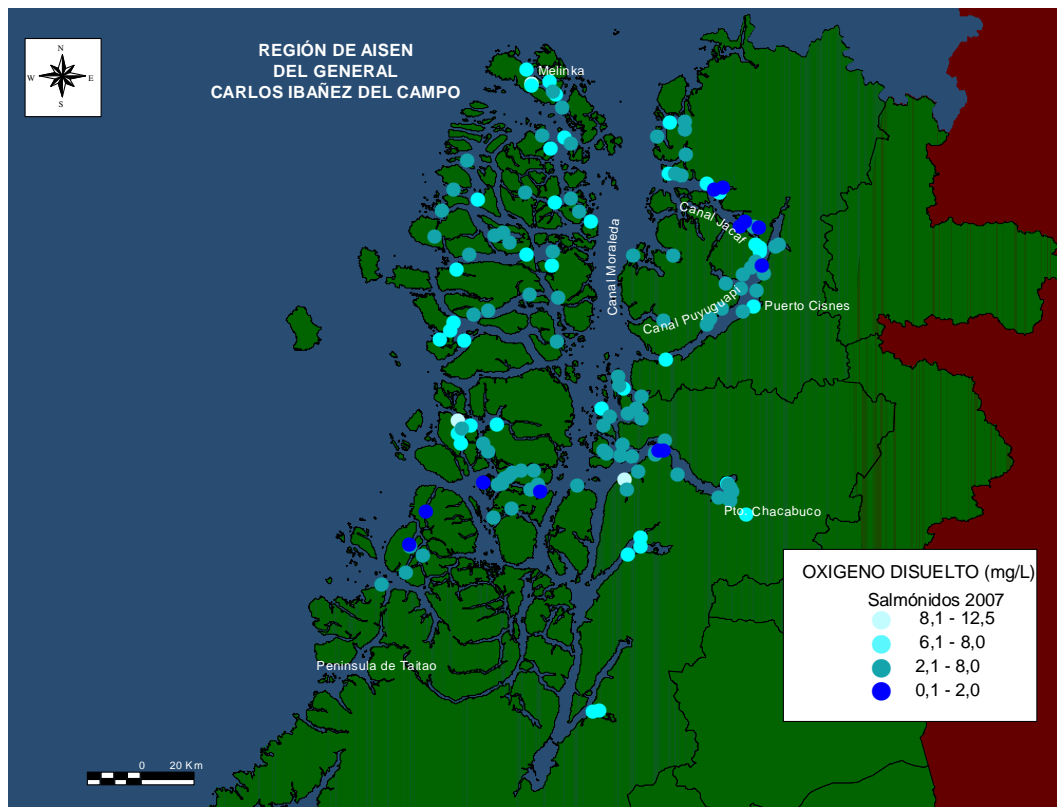 N
W E
S
REGIÓN DE AISEN
DEL GENERAL
CARLOS IBAÑEZ DEL CAMPO
Melinka
Canal Moraleda
Canal Jacaf
Canal Puyuguapi
Puerto Cisnes
Pto. Chacabuco
Peninsula de Taitao
OXIGENO DISUELTO (mg/L)
Salmónidos 2007
8,1 - 12,5
6,1 - 8,0
2,1 - 8,0
0,1 - 2,0
0 20 Km